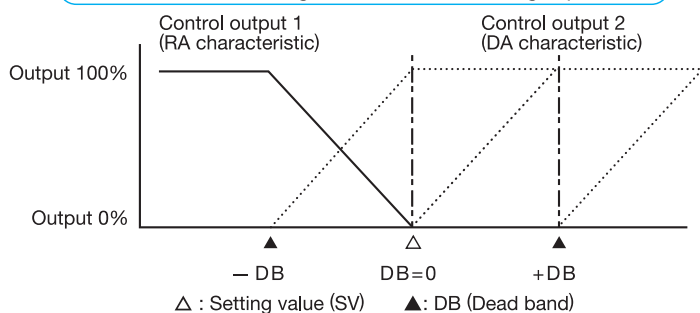 Control output 1
(RA characteristic)
Control output 2
(DA characteristic)
Output 100%
Output 0%
− DB
DB=0
+DB
△ : Setting value (SV)
▲: DB (Dead band)